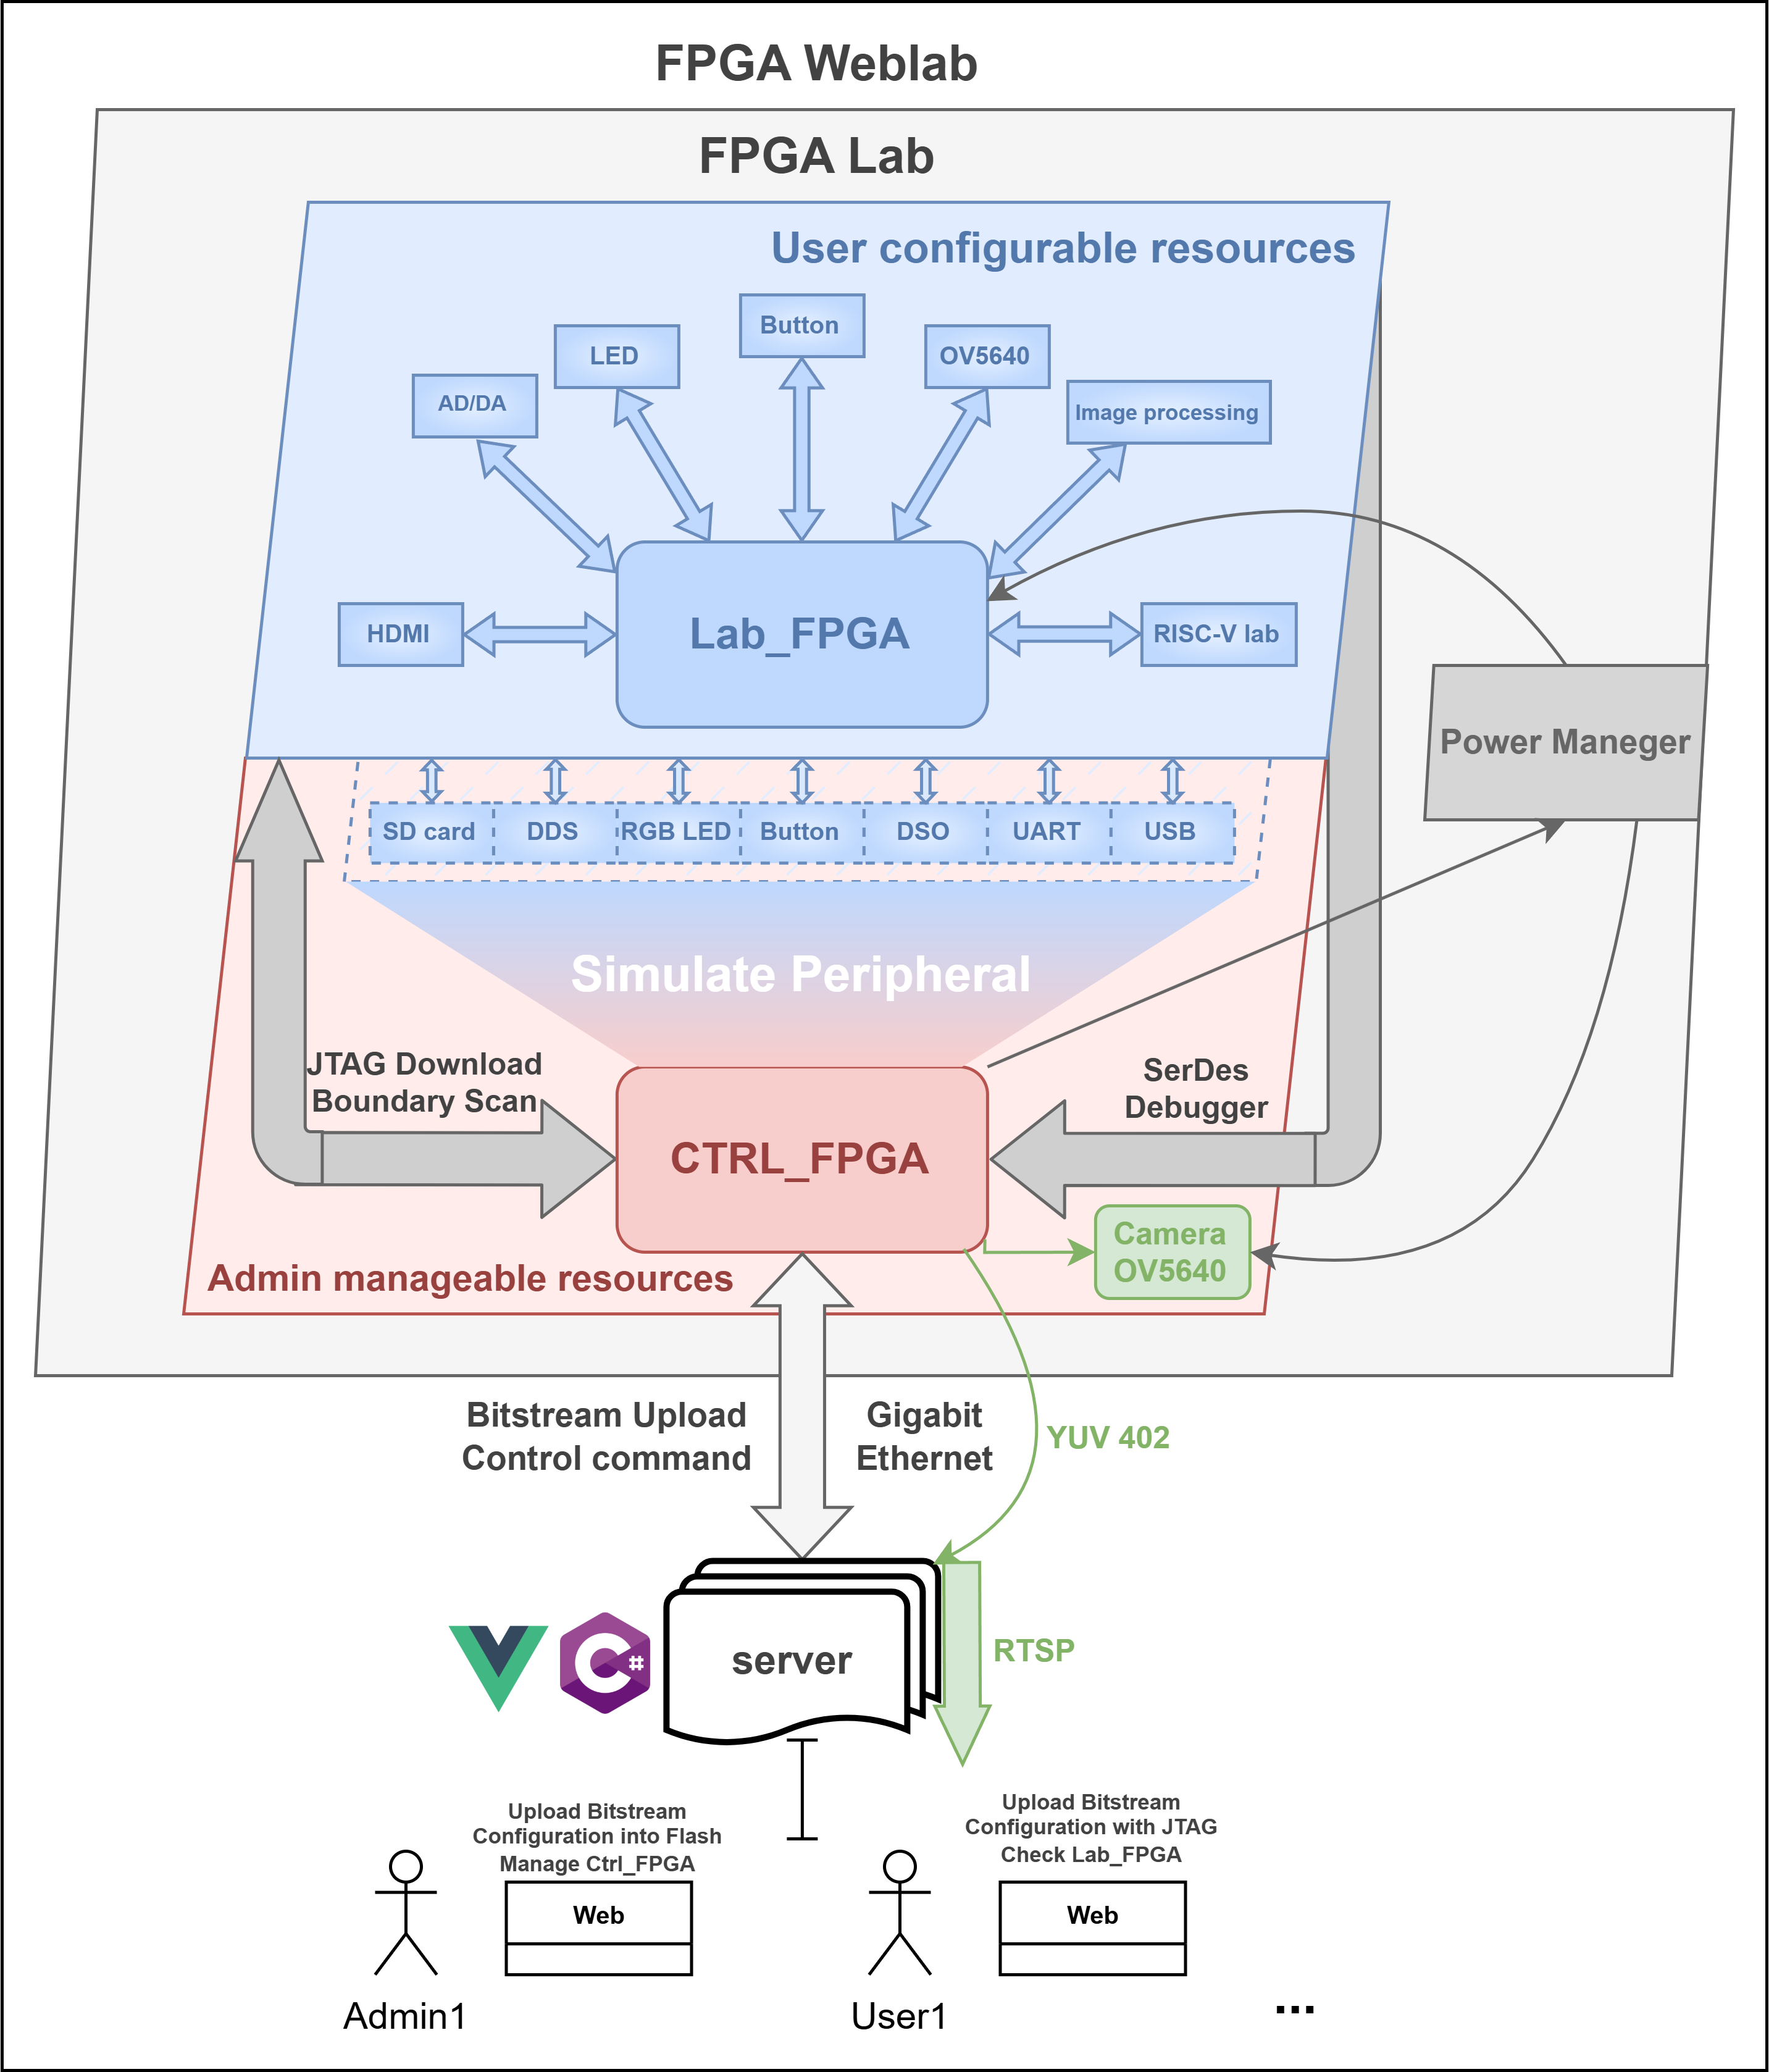 FPGA Weblab
FPGA Lab
User configurable resources
Button
LED
OV5640
AD/DA
Image processing
HDMI
Lab_FPGA
RISC-V lab
Power Maneger
SD card
DDS
RGB LED
Button
DSO
UART
USB
Simulate Peripheral
JTAG Download
Boundary Scan
SerDes
Debugger
CTRL_FPGA
Camera
OV5640
Admin manageable resources
Bitstream Upload
Control command
Gigabit
Ethernet
YUV 402
C#
server
RTSP
Upload Bitstream
Configuration into Flash
Manage Ctrl_FPGA
Web
Admin1
Upload Bitstream
Configuration with JTAG
Check Lab_FPGA
Web
User1
...